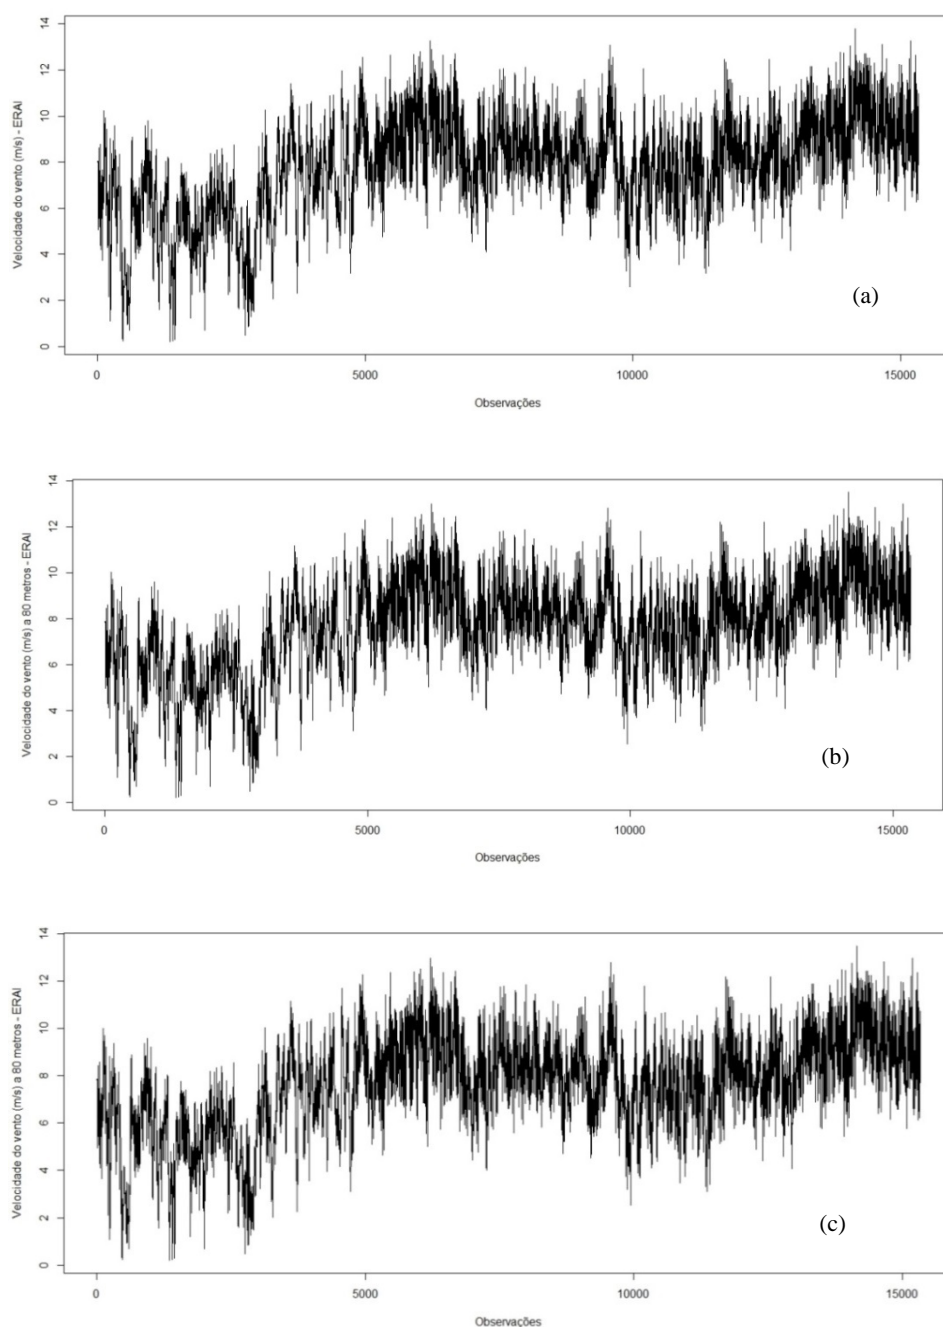 14
12
10
8
6
4
2
0
Velocidade do vento (m/s) - ERAI
(a)
0 5000 10000 15000
Observações
14
12
10
8
6
4
2
0
Velocidade do vento (m/s) a 80 metros - ERAI
(b)
0 5000 10000 15000
Observações
14
12
10
8
6
4
2
0
Velocidade do vento (m/s) a 80 metros - ERAI
(c)
0 5000 10000 15000
Observações